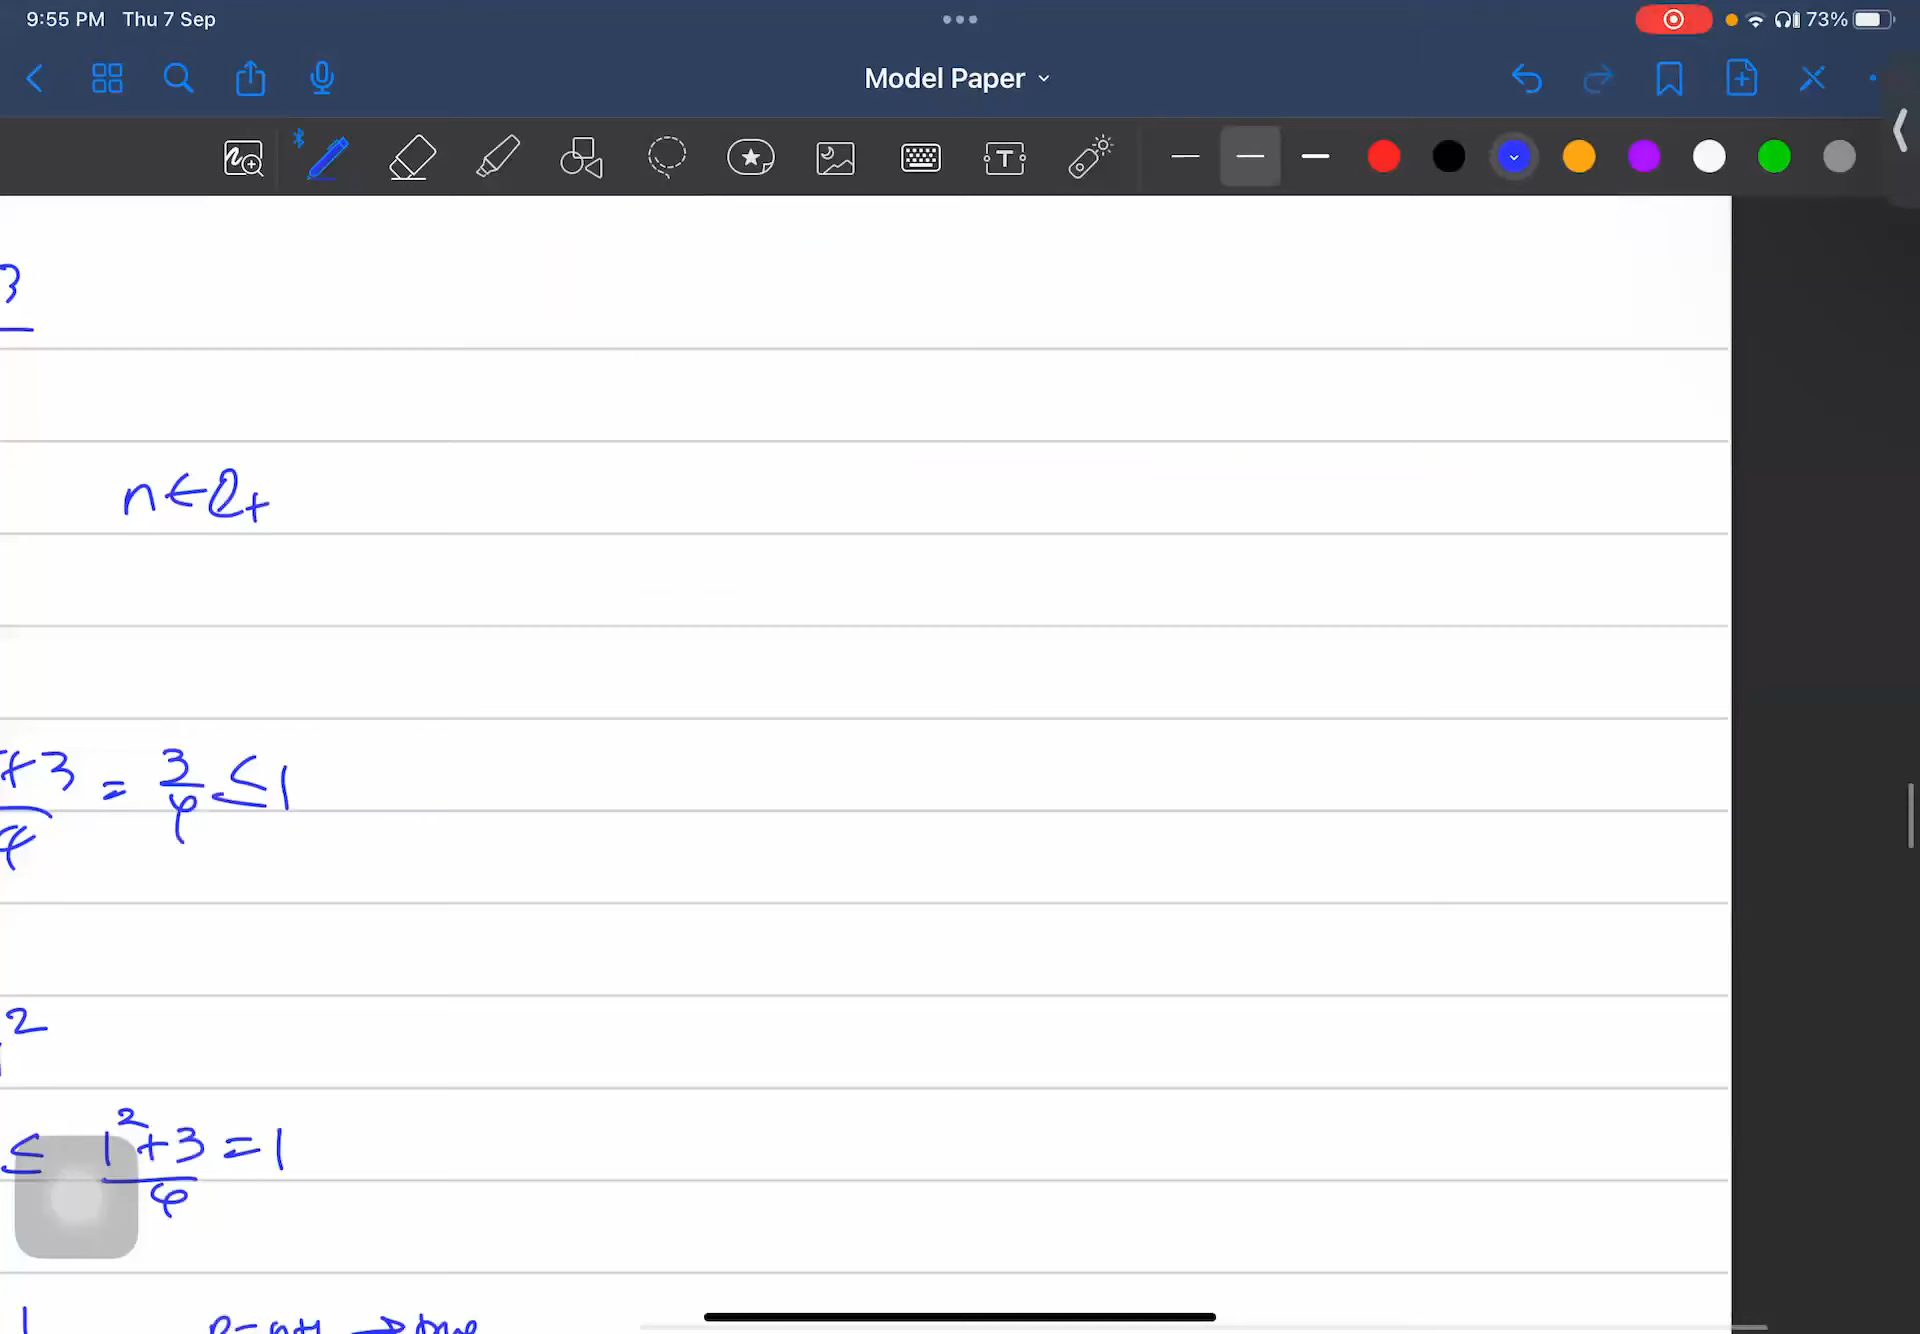 9:55 PM Thu 7 Sep
73%
Model Paper
T
3
n ∈ Z+
+3/4 = 3/4 ≤ 1
2
≤ (1²+3)/4 = 1